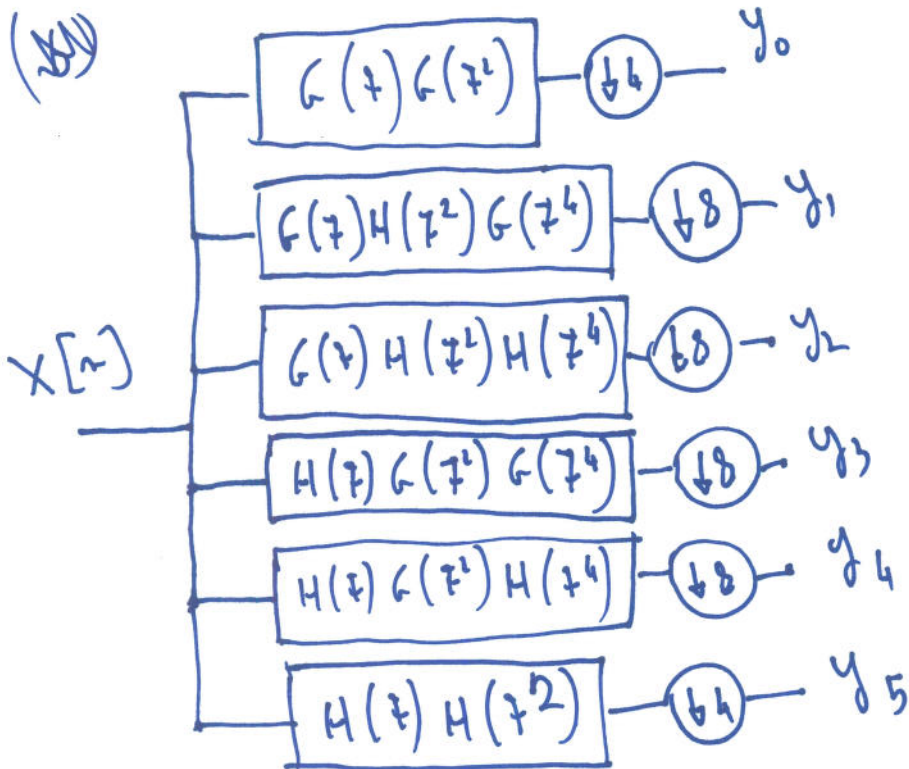 G(z)G(z²) ↓4 y₀
G(z)H(z²)G(z⁴) ↓8 y₁
G(z)H(z²)H(z⁴) ↓8 y₂
x[n]
H(z)G(z²)G(z⁴) ↓8 y₃
H(z)G(z²)H(z⁴) ↓8 y₄
H(z)H(z²) ↓4 y₅